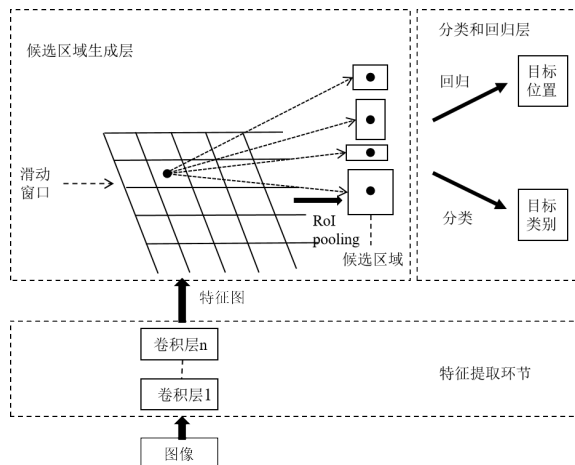 候选区域生成层
滑动
窗口
RoI
pooling
候选区域
分类和回归层
回归
目标
位置
分类
目标
类别
特征图
卷积层n
卷积层1
特征提取环节
图像